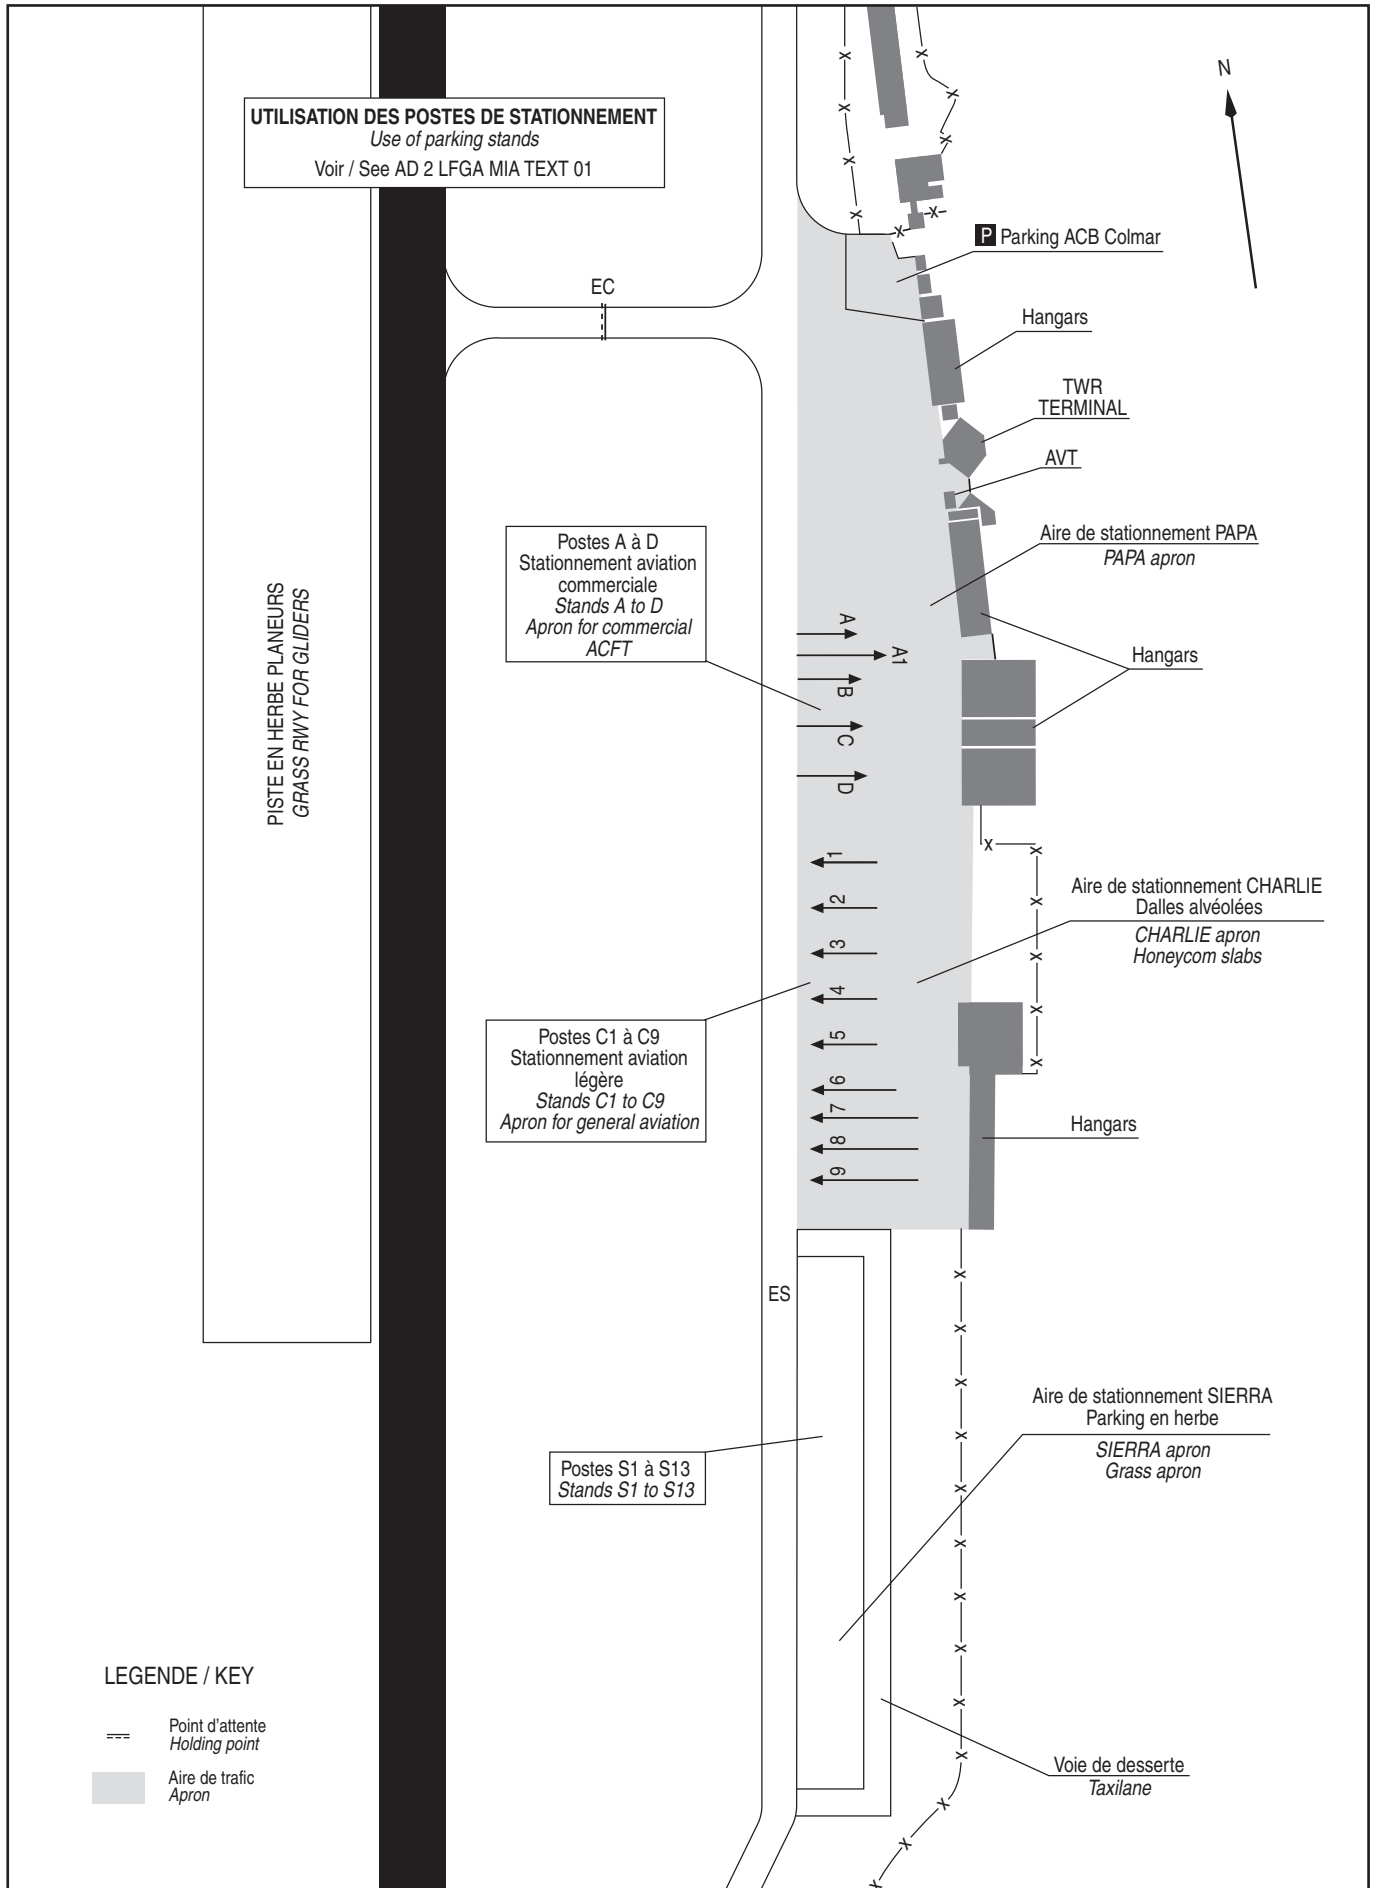 UTILISATION DES POSTES DE STATIONNEMENT
Use of parking stands
Voir / See AD 2 LFGA MIA TEXT 01
N
P Parking ACB Colmar
EC
Hangars
TWR
TERMINAL
AVT
Aire de stationnement PAPA
PAPA apron
Postes A à D
Stationnement aviation
commerciale
Stands A to D
Apron for commercial
ACFT
PISTE EN HERBE PLANEURS
GRASS RWY FOR GLIDERS
A
A1
B
C
D
Hangars
1
2
3
4
5
6
7
8
9
Aire de stationnement CHARLIE
Dalles alvéolées
CHARLIE apron
Honeycom slabs
Postes C1 à C9
Stationnement aviation
légère
Stands C1 to C9
Apron for general aviation
Hangars
ES
Aire de stationnement SIERRA
Parking en herbe
SIERRA apron
Grass apron
Postes S1 à S13
Stands S1 to S13
Voie de desserte
Taxilane
LEGENDE / KEY
Point d'attente
Holding point
Aire de trafic
Apron